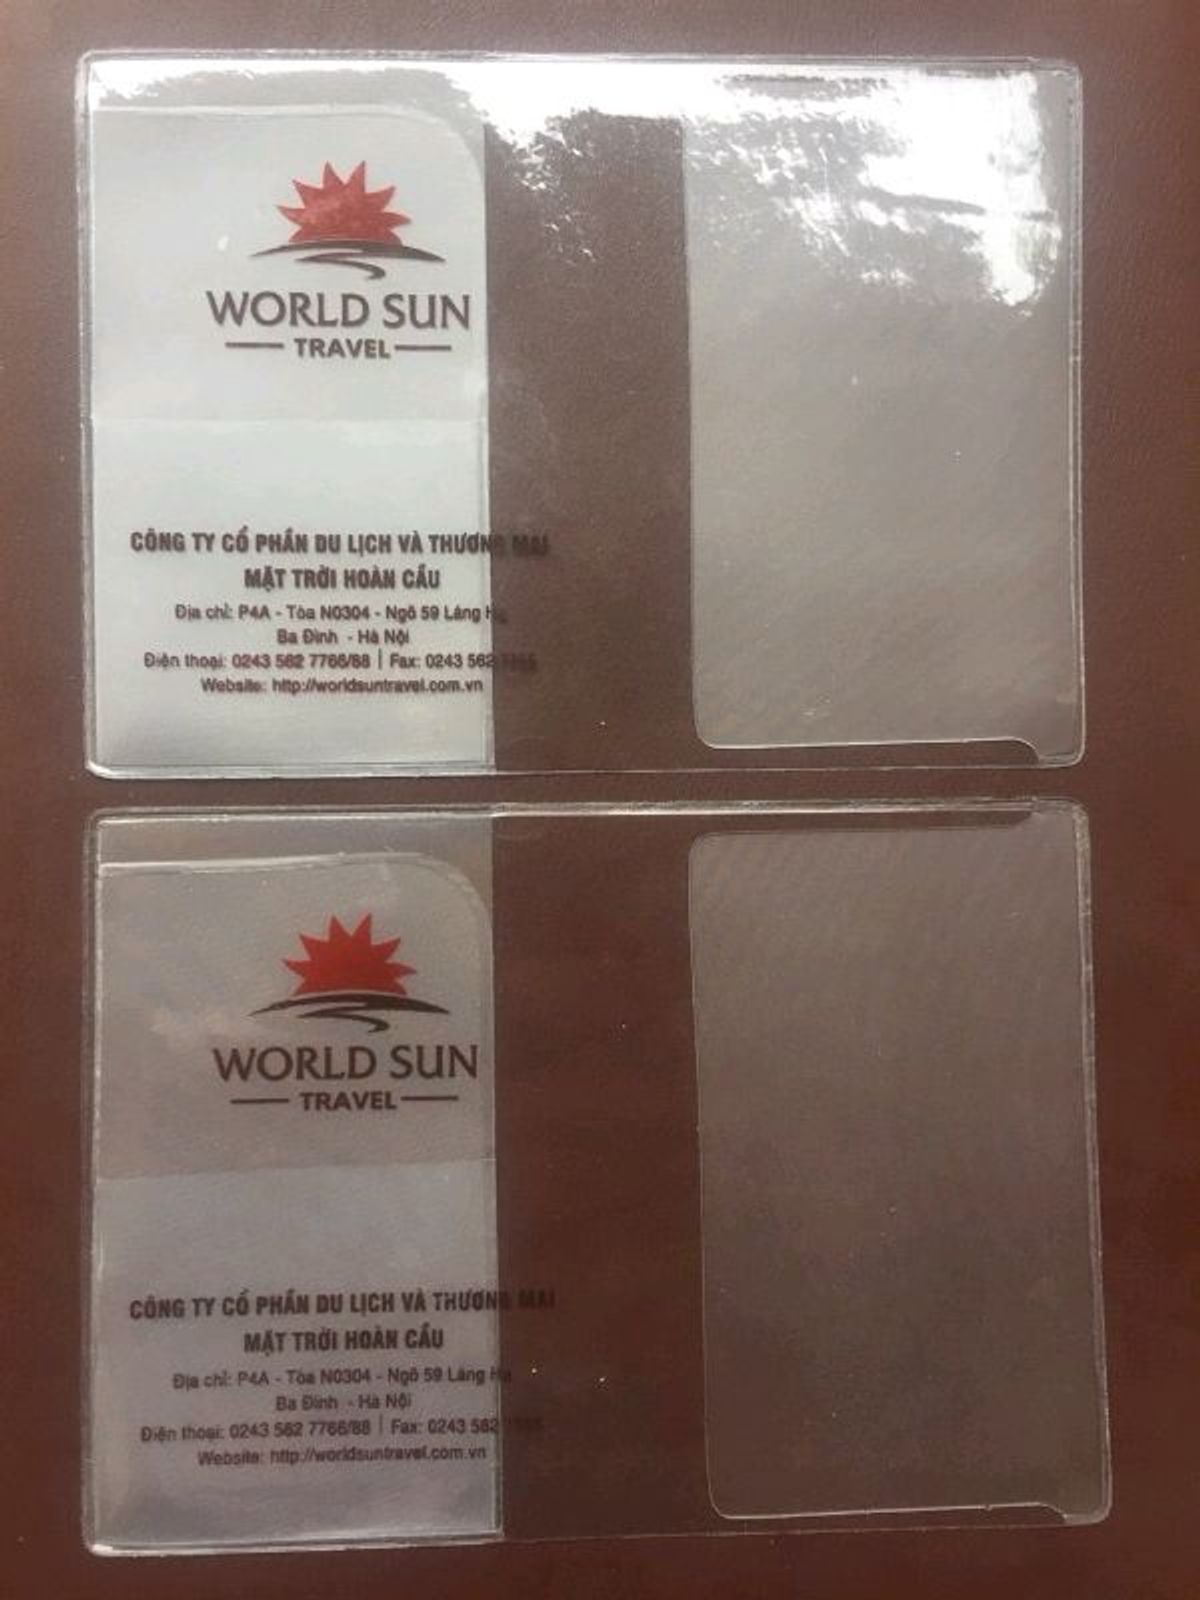 WORLD SUN
TRAVEL
CÔNG TY CỔ PHẦN DU LỊCH VÀ THƯƠNG MẠI
MẶT TRỜI HOÀN CẦU
Địa chỉ: P4A - Tòa N0304 - Ngõ 59 Láng Hạ
Ba Đình - Hà Nội
Điện thoại: 0243 562 7766/88 | Fax: 0243 562
Website: http://worldsuntravel.com.vn
WORLD SUN
TRAVEL
CÔNG TY CỔ PHẦN DU LỊCH VÀ THƯƠNG MẠI
MẶT TRỜI HOÀN CẦU
Địa chỉ: P4A - Tòa N0304 - Ngõ 59 Láng Hạ
Ba Đình - Hà Nội
Điện thoại: 0243 562 7766/88 | Fax: 0243 562
Website: http://worldsuntravel.com.vn